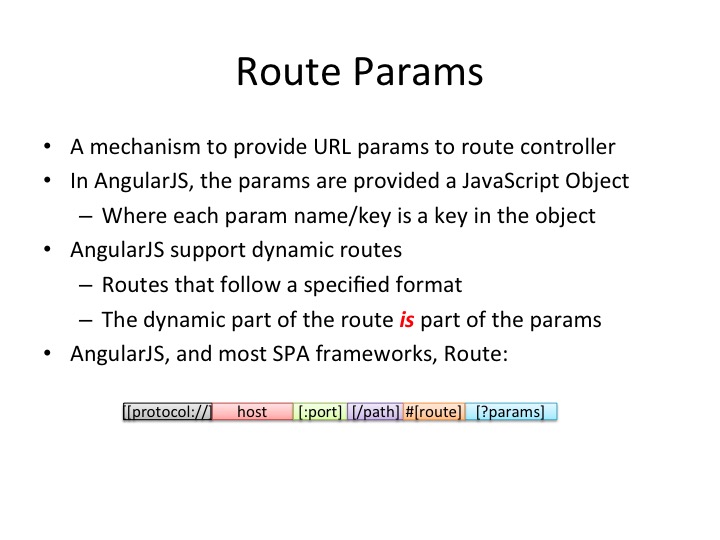 Route Params
• A mechanism to provide URL params to route controller
• In AngularJS, the params are provided a JavaScript Object
– Where each param name/key is a key in the object
• AngularJS support dynamic routes
– Routes that follow a specified format
– The dynamic part of the route is part of the params
• AngularJS, and most SPA frameworks, Route:
[[protocol://] host [:port] [/path] #[route] [?params]